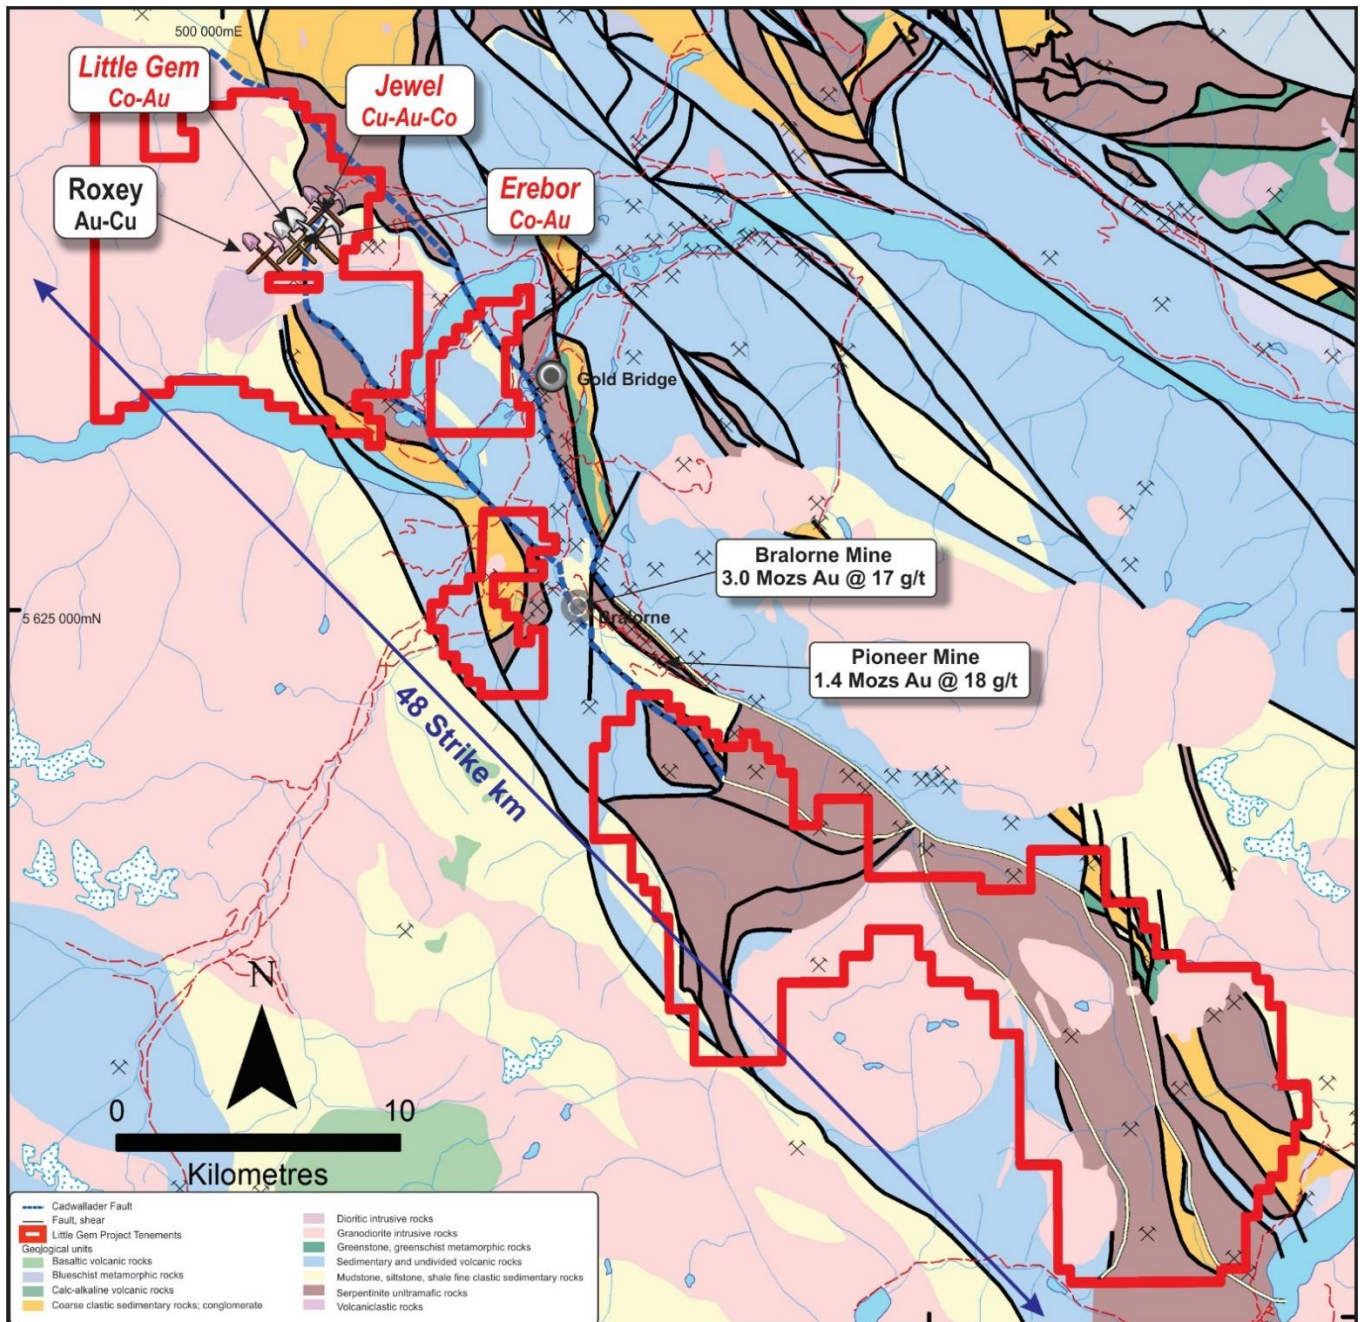 500 000mE
Little Gem
Co-Au
Jewel
Cu-Au-Co
Roxey
Au-Cu
Erebor
Co-Au
Gold Bridge
Bralorne Mine
3.0 Mozs Au @ 17 g/t
5 625 000mN
Bralorne
Pioneer Mine
1.4 Mozs Au @ 18 g/t
48 Strike km
N
0 10
Kilometres
Cadwallader Fault
Fault, shear
Little Gem Project Tenements
Geological units
Basaltic volcanic rocks
Blueschist metamorphic rocks
Calc-alkaline volcanic rocks
Coarse clastic sedimentary rocks; conglomerate
Dioritic intrusive rocks
Granodiorite intrusive rocks
Greenstone, greenschist metamorphic rocks
Sedimentary and undivided volcanic rocks
Mudstone, siltstone, shale fine clastic sedimentary rocks
Serpentinite unltramafic rocks
Volcaniclastic rocks